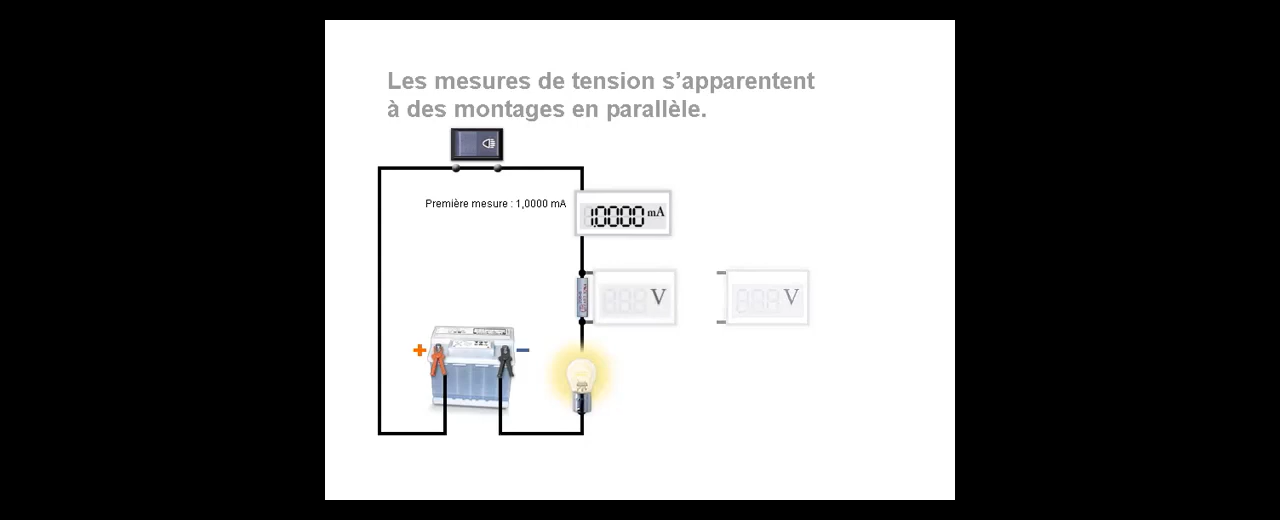 Les mesures de tension s’apparentent
à des montages en parallèle.
Première mesure : 1,0000 mA
1,0000 mA
V
V
+
−